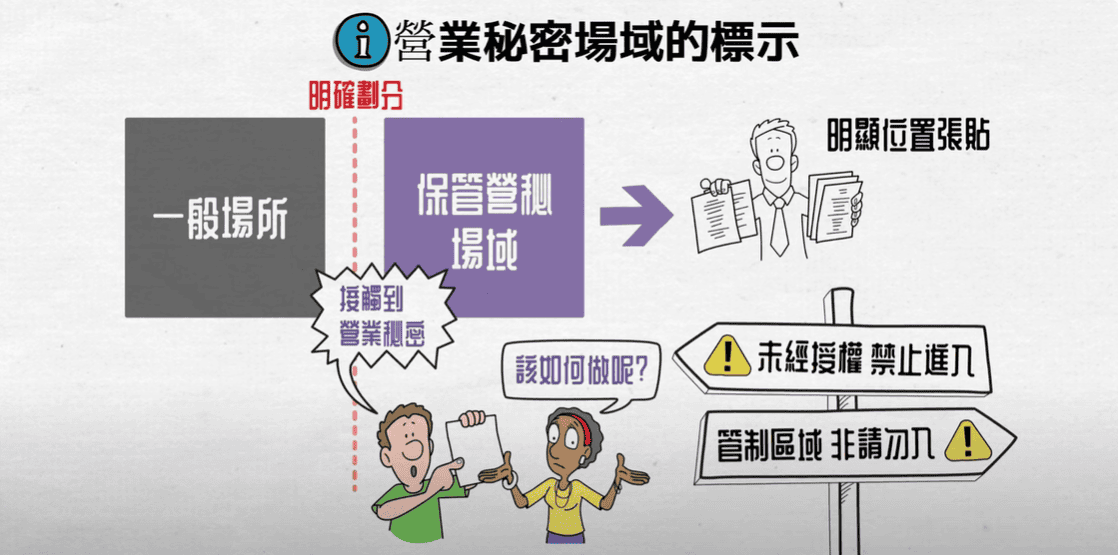 營業秘密場域的標示
明確劃分
一般場所
保管營秘
場域
明顯位置張貼
接觸到
營業秘密
該如何做呢?
未經授權 禁止進入
管制區域 非請勿入